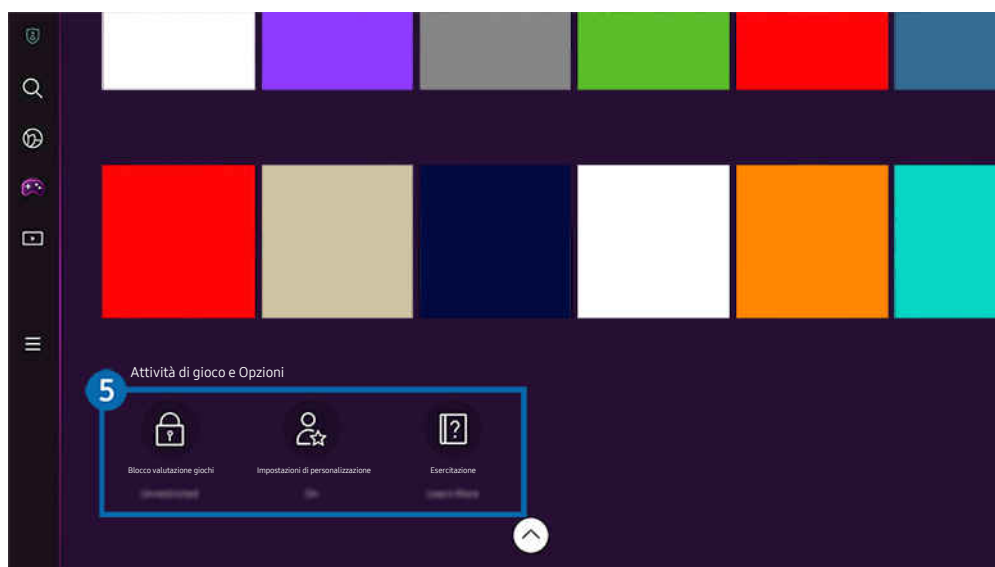 Attività di gioco e Opzioni
5
Blocco valutazione giochi Impostazioni di personalizzazione Esercitazione